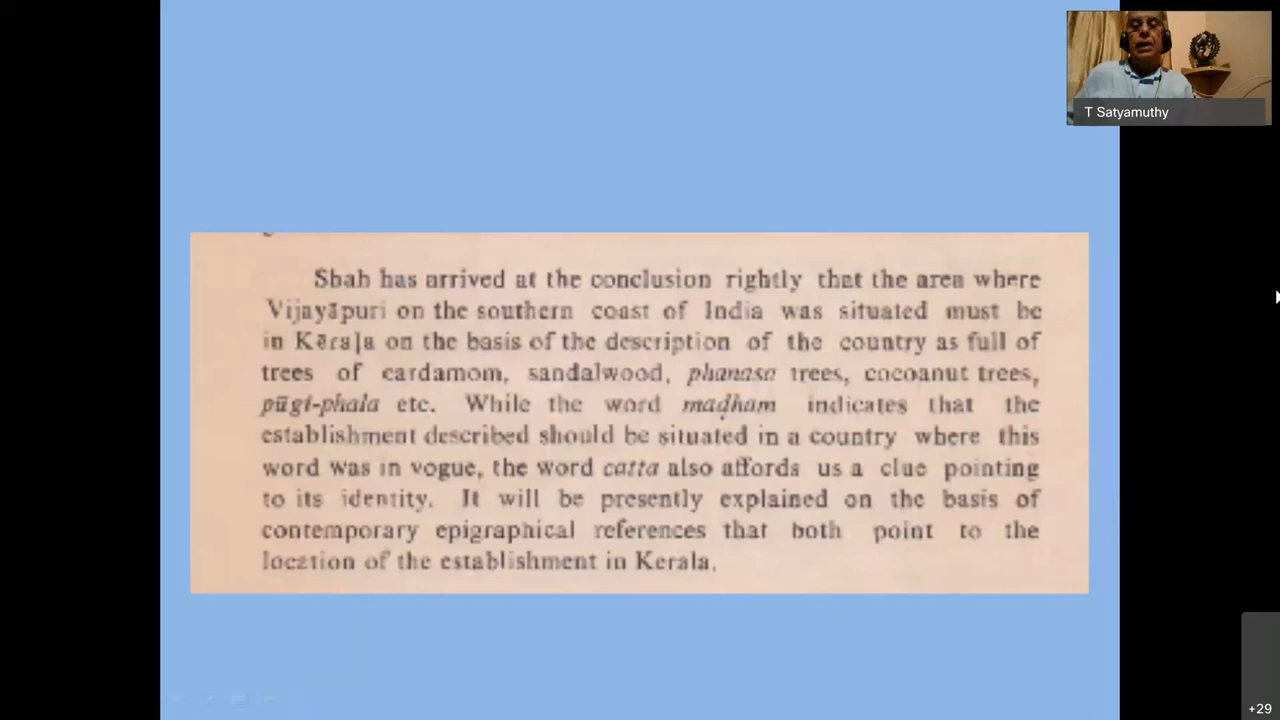 T Satyamuthy
Shah has arrived at the conclusion rightly that the area where
Vijayāpuri on the southern coast of India was situated must be
in Kēraḷa on the basis of the description of the country as full of
trees of cardamom, sandalwood, phanasa trees, cocoanut trees,
pūgi-phala etc. While the word maḍham indicates that the
establishment described should be situated in a country where this
word was in vogue, the word catta also affords us a clue pointing
to its identity. It will be presently explained on the basis of
contemporary epigraphical references that both point to the
location of the establishment in Kerala.
+29